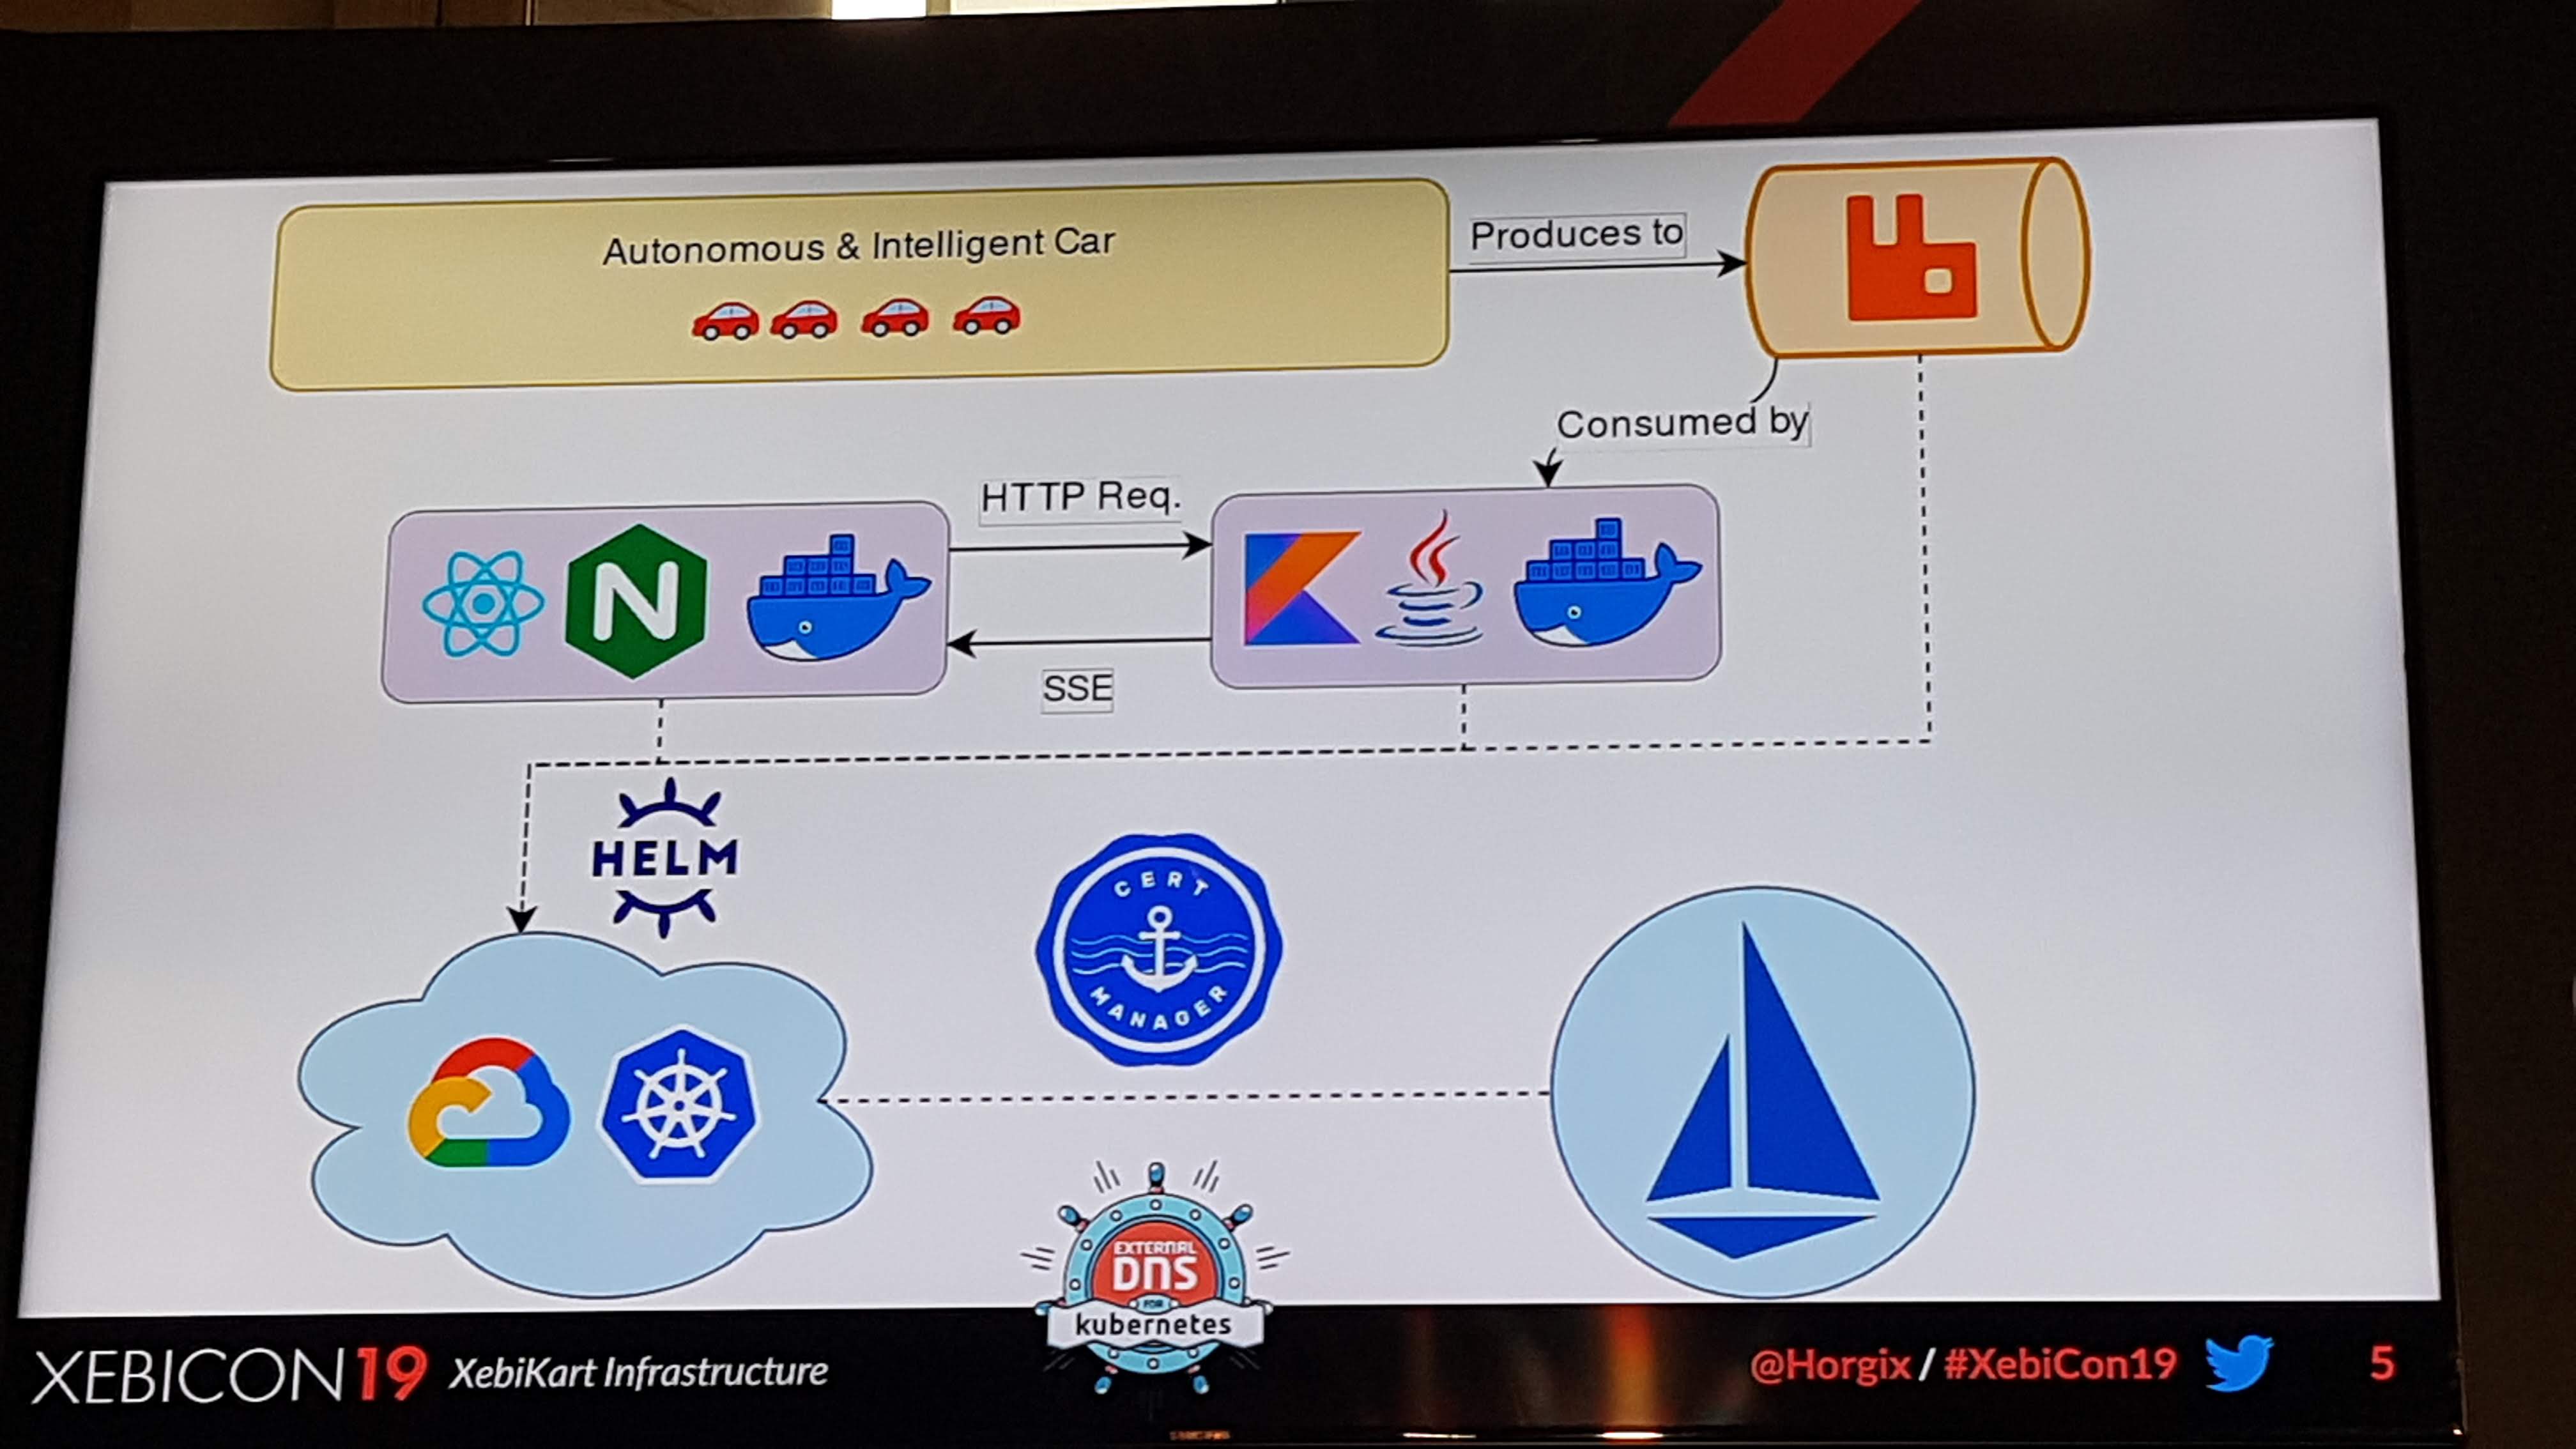 Autonomous & Intelligent Car
Produces to
Consumed by
HTTP Req.
SSE
HELM
CERT
MANAGER
EXTERNAL
DNS
FOR
kubernetes
XEBICON19 XebiKart Infrastructure
@Horgix / #XebiCon19
5